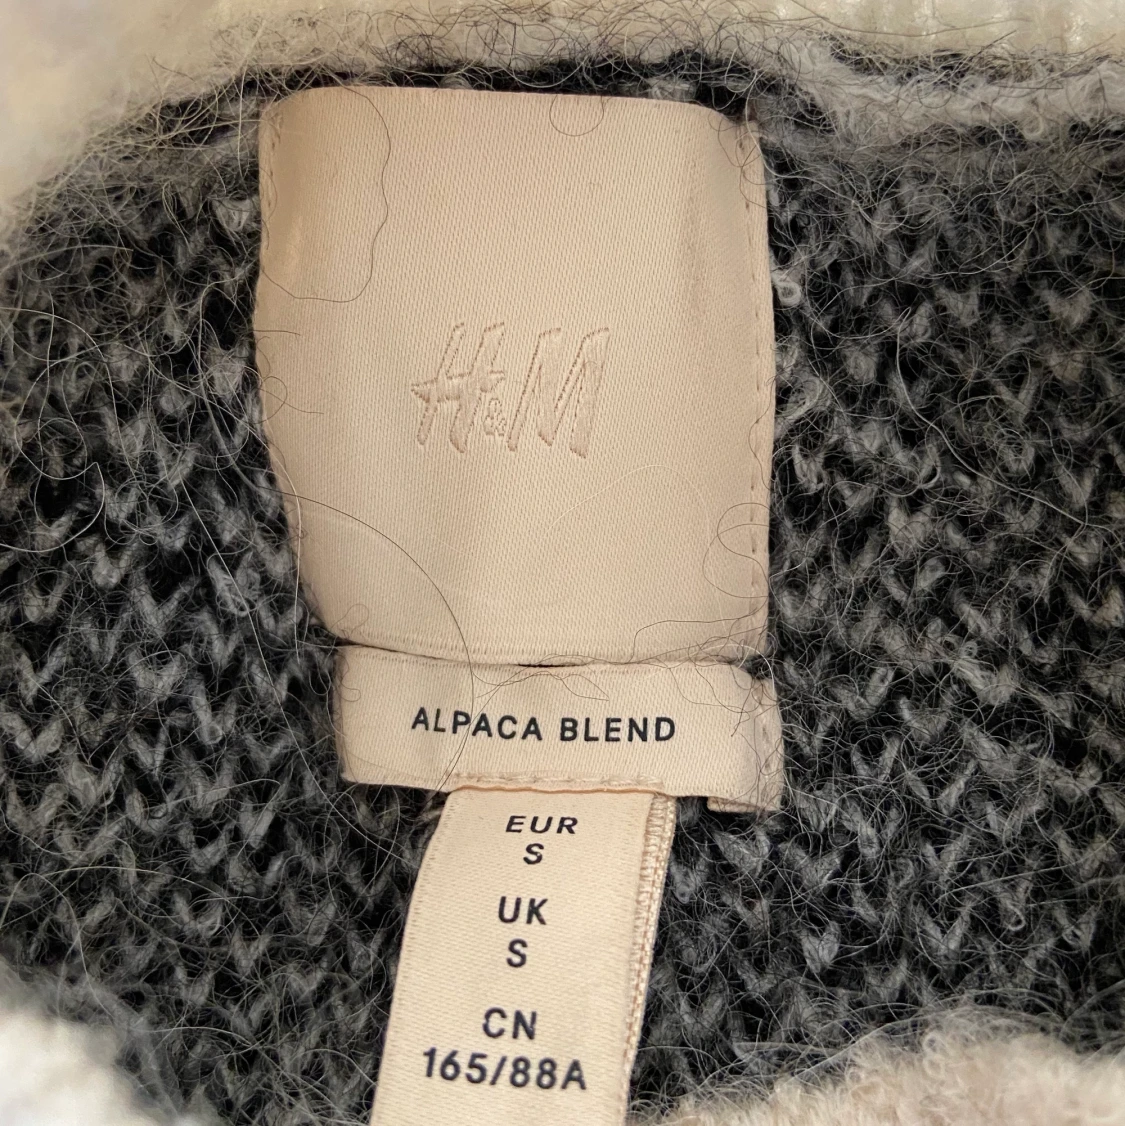 H&M
ALPACA BLEND
EUR
S
UK
S
CN
165/88A